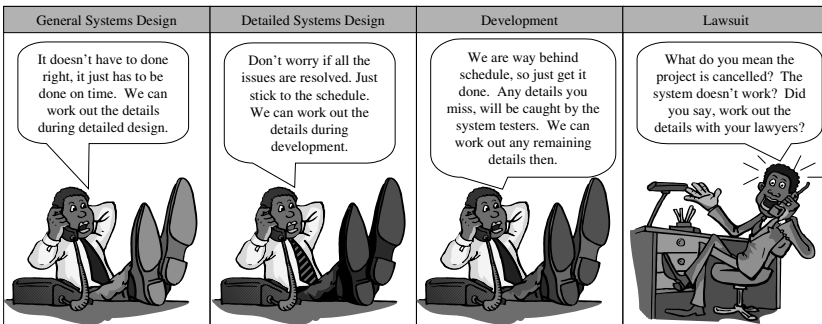 General Systems Design
It doesn't have to done
right, it just has to be
done on time. We can
work out the details
during detailed design.
Detailed Systems Design
Don't worry if all the
issues are resolved. Just
stick to the schedule.
We can work out the
details during
development.
Development
We are way behind
schedule, so just get it
done. Any details you
miss, will be caught by the
system testers. We can
work out any remaining
details then.
Lawsuit
What do you mean the
project is cancelled? The
system doesn't work? Did
you say, work out the
details with your lawyers?